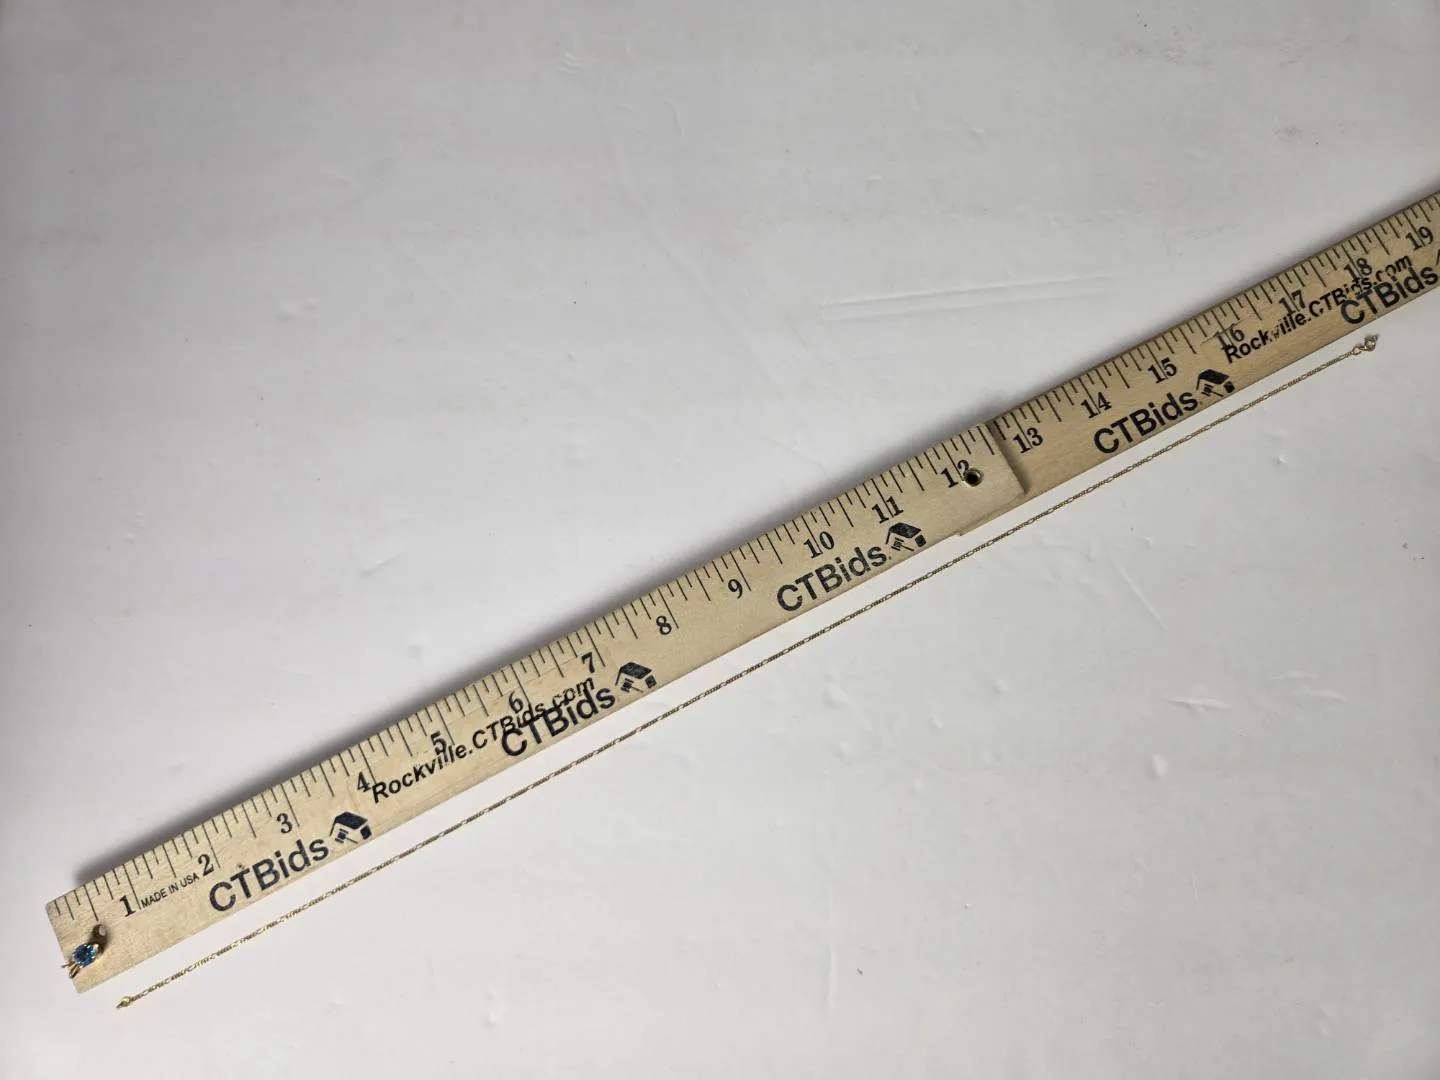 1 2 3 4 5 6 7 8 9 10 11 12 13 14 15 16 17 18 19
MADE IN USA
CTBids
Rockville.CTBids.com
CTBids
CTBids
CTBids
Rockville.CTBids.com
CTBids